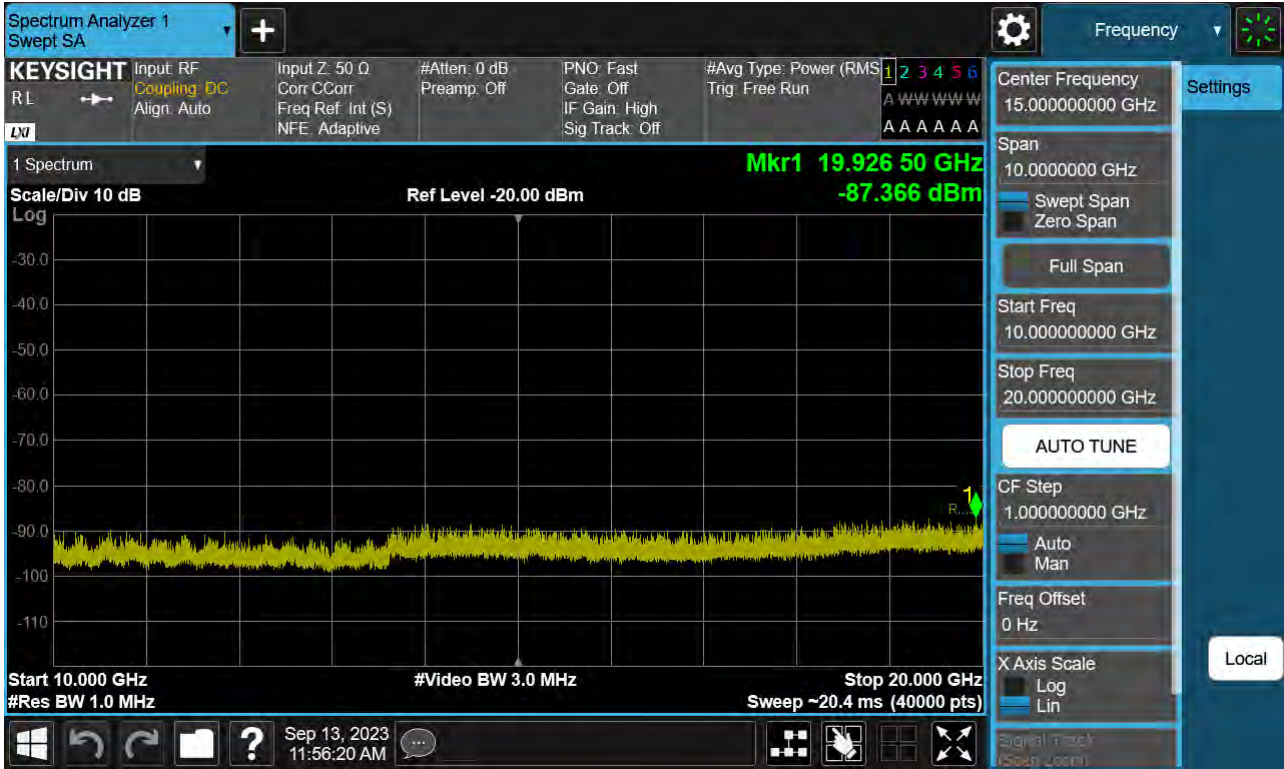 Spectrum Analyzer 1
Swept SA
+
Frequency
KEYSIGHT
R L
LXI
Input: RF
Coupling: DC
Align: Auto
Input Z: 50 Ω
Corr CCorr
Freq Ref: Int (S)
NFE: Adaptive
#Atten: 0 dB
Preamp: Off
PNO: Fast
Gate: Off
IF Gain: High
Sig Track: Off
#Avg Type: Power (RMS
Trig: Free Run
1 2 3 4 5 6
A W W W W W
A A A A A A
1 Spectrum
Scale/Div 10 dB
Log
Ref Level -20.00 dBm
Mkr1 19.926 50 GHz
-87.366 dBm
-30.0
-40.0
-50.0
-60.0
-70.0
-80.0
-90.0
-100
-110
1
Start 10.000 GHz
#Res BW 1.0 MHz
#Video BW 3.0 MHz
Stop 20.000 GHz
Sweep ~20.4 ms (40000 pts)
Center Frequency
15.000000000 GHz
Span
10.0000000 GHz
Swept Span
Zero Span
Full Span
Start Freq
10.000000000 GHz
Stop Freq
20.000000000 GHz
AUTO TUNE
CF Step
1.000000000 GHz
Auto
Man
Freq Offset
0 Hz
X Axis Scale
Log
Lin
Signal Track
(Span Zoom)
Settings
Local
?
Sep 13, 2023
11:56:20 AM